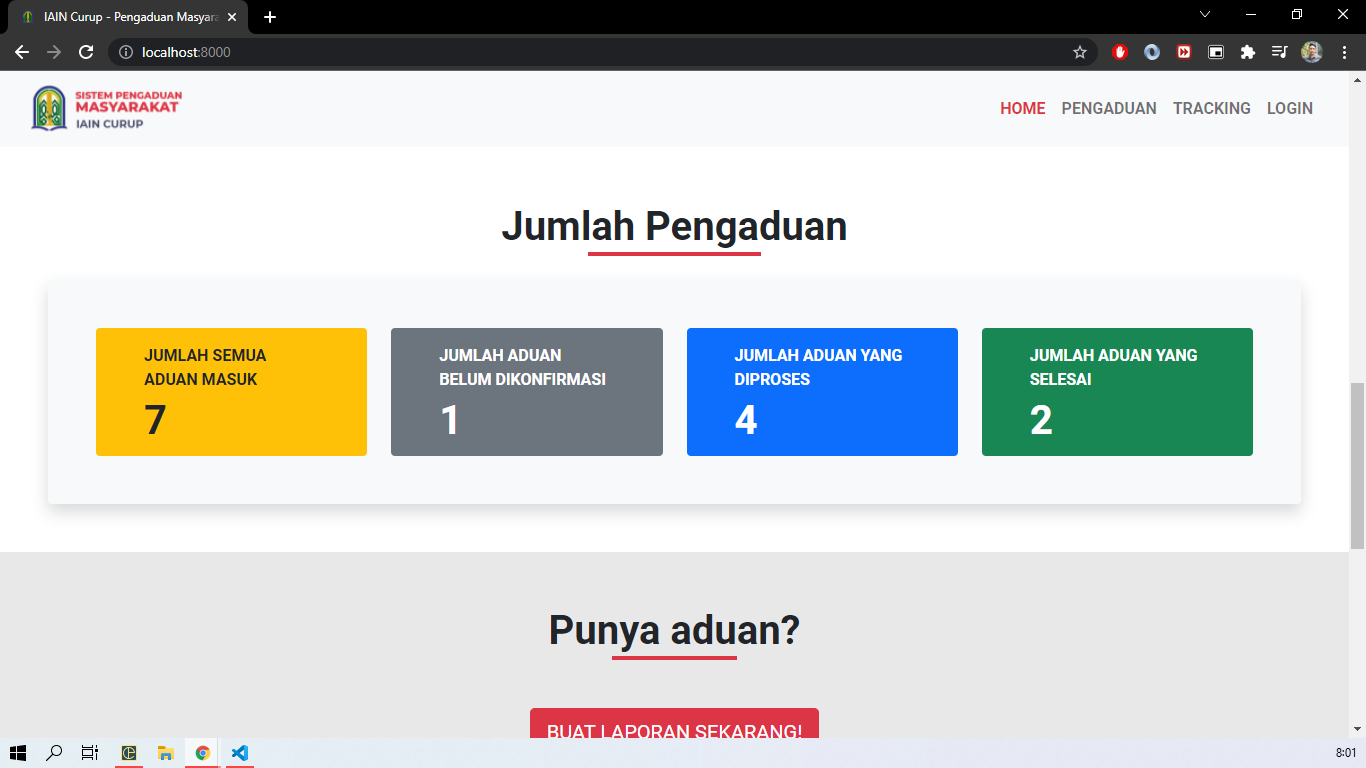 IAIN Curup - Pengaduan Masyara
localhost:8000
SISTEM PENGADUAN
MASYARAKAT
IAIN CURUP
HOME PENGADUAN TRACKING LOGIN
Jumlah Pengaduan
JUMLAH SEMUA
ADUAN MASUK
7
JUMLAH ADUAN
BELUM DIKONFIRMASI
1
JUMLAH ADUAN YANG
DIPROSES
4
JUMLAH ADUAN YANG
SELESAI
2
Punya aduan?
BUAT LAPORAN SEKARANG!
8:01